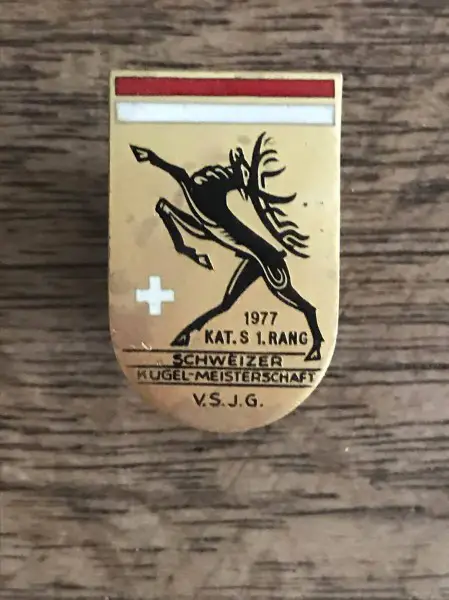 1977
KAT. S 1. RANG
SCHWEIZER
KUGEL-MEISTERSCHAFT
V.S.J.G.